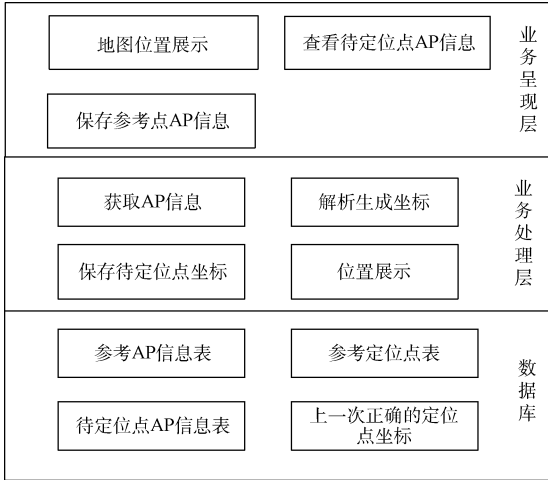 地图位置展示
查看待定位点AP信息
保存参考点AP信息
业务呈现层
获取AP信息
解析生成坐标
保存待定位点坐标
位置展示
业务处理层
参考AP信息表
参考定位点表
待定位点AP信息表
上一次正确的定位
点坐标
数据库